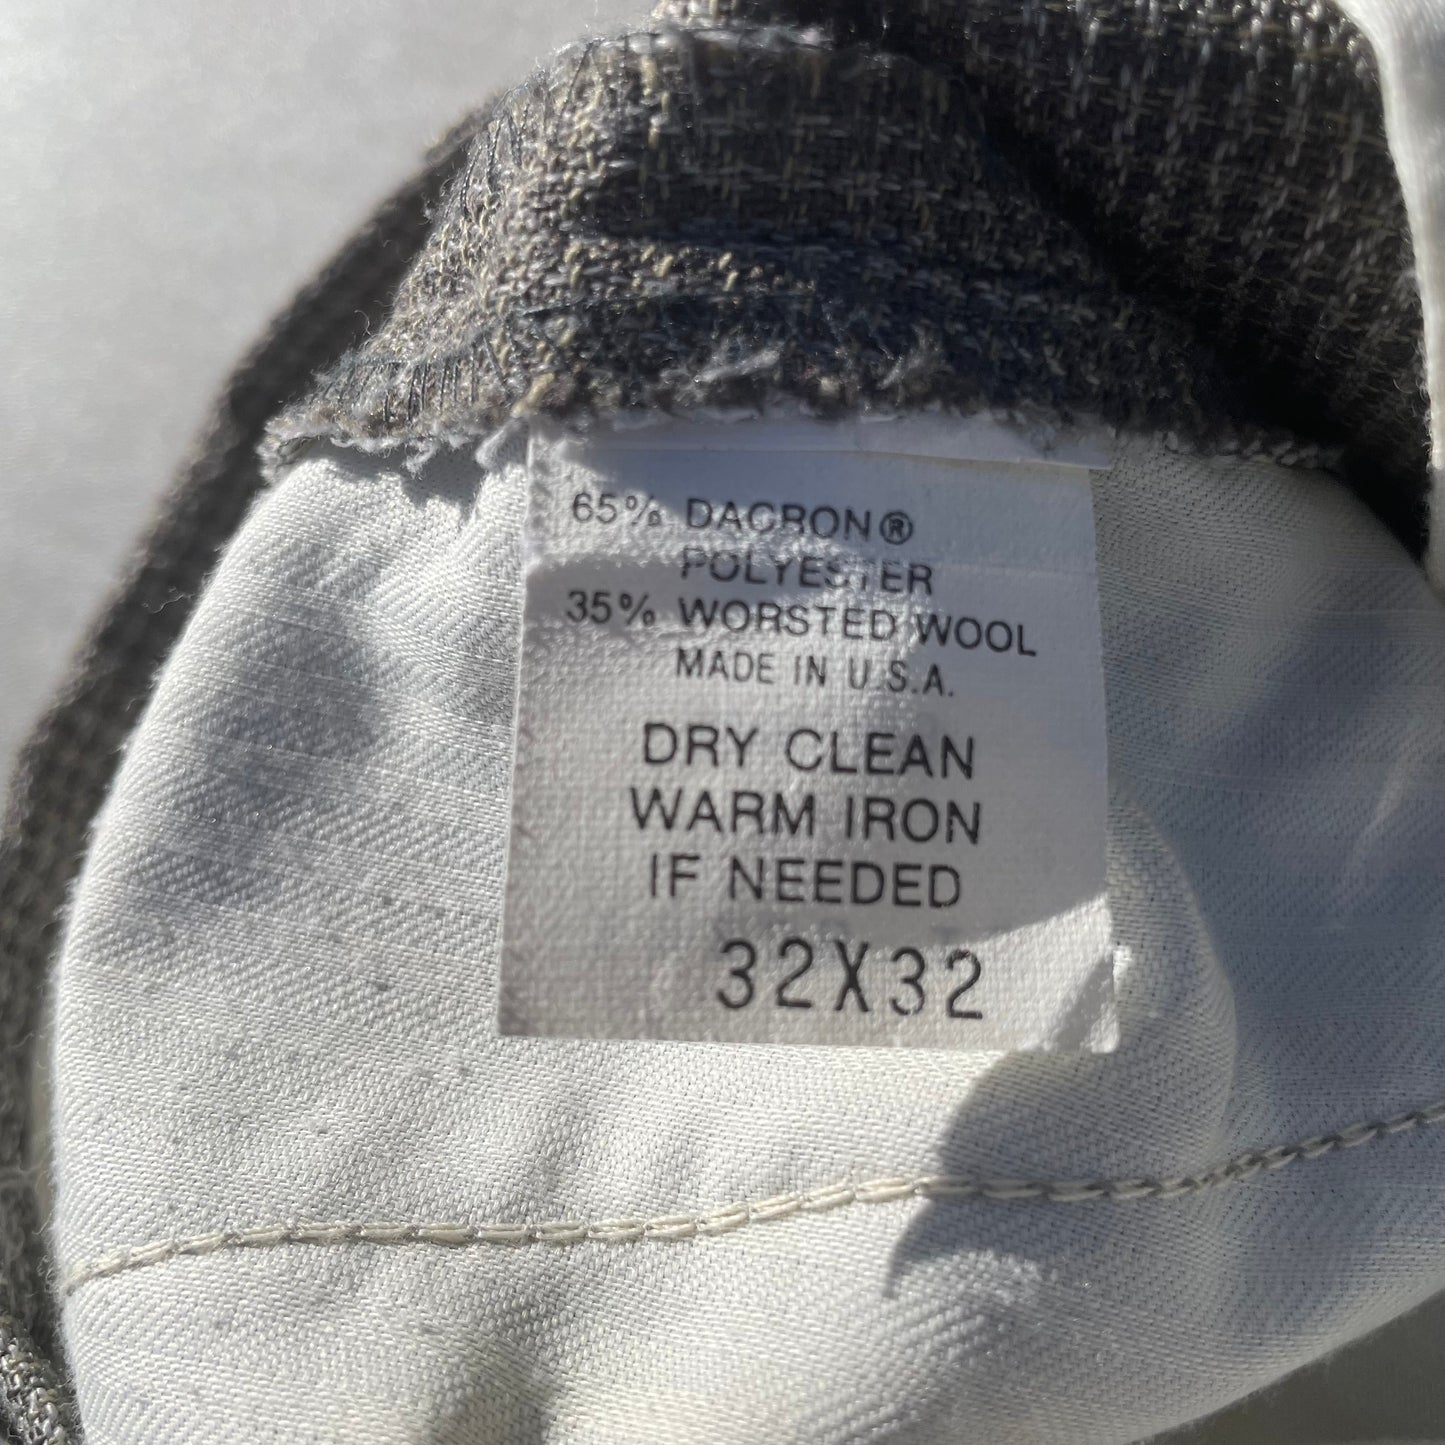 65% DACRON®
POLYESTER
35% WORSTED WOOL
MADE IN U.S.A.
DRY CLEAN
WARM IRON
IF NEEDED
32X32